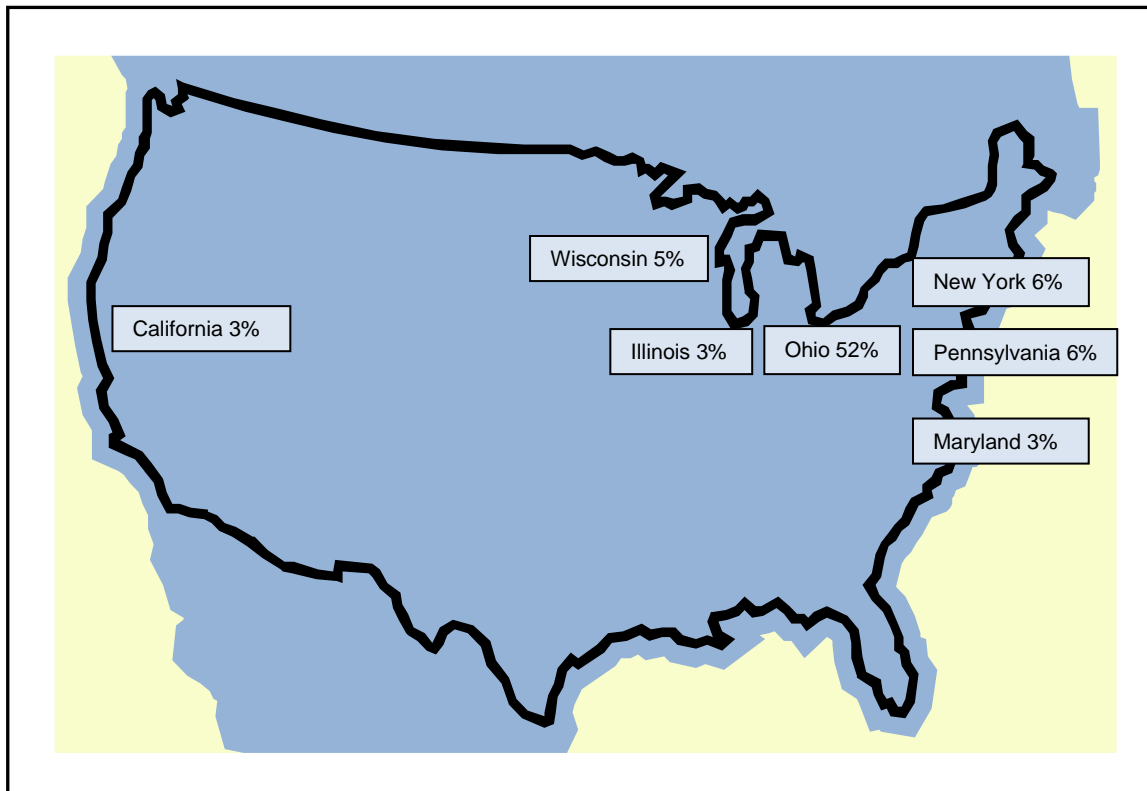 Wisconsin 5%
New York 6%
California 3%
Illinois 3%
Ohio 52%
Pennsylvania 6%
Maryland 3%